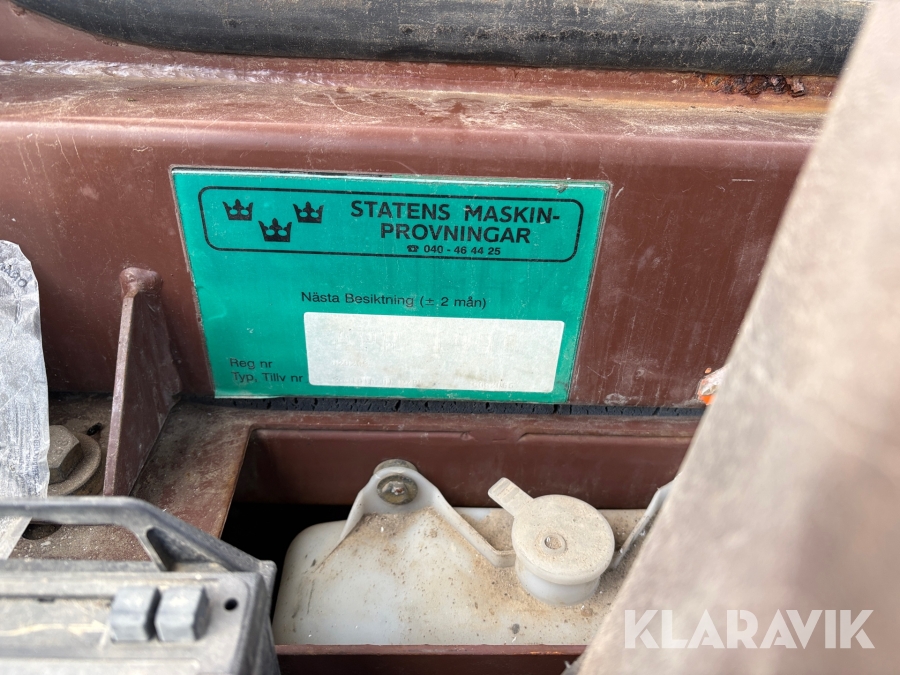 STATENS MASKIN-
PROVNINGAR
☎ 040 - 46 44 25
Nästa Besiktning (± 2 mån)
Reg nr
Typ, Tillv nr
KLARAVIK